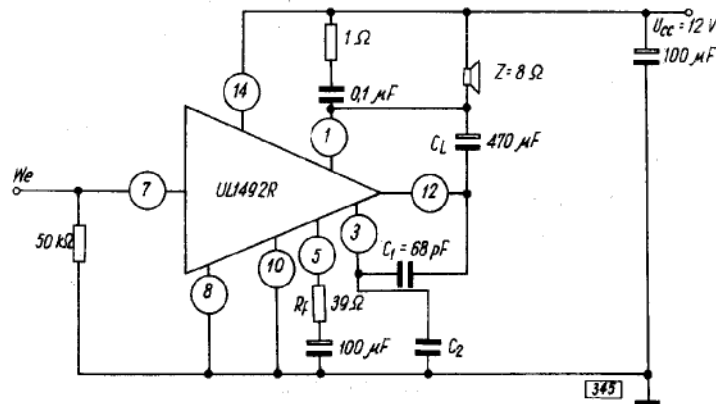 1 Ω
0,1 µF
Z=8 Ω
Ucc=12 V
100 µF
14
1
CL 470 µF
We
7
UL1492R
12
50 kΩ
3
5
10
8
C1 = 68 pF
Rf 39 Ω
100 µF
C2
345